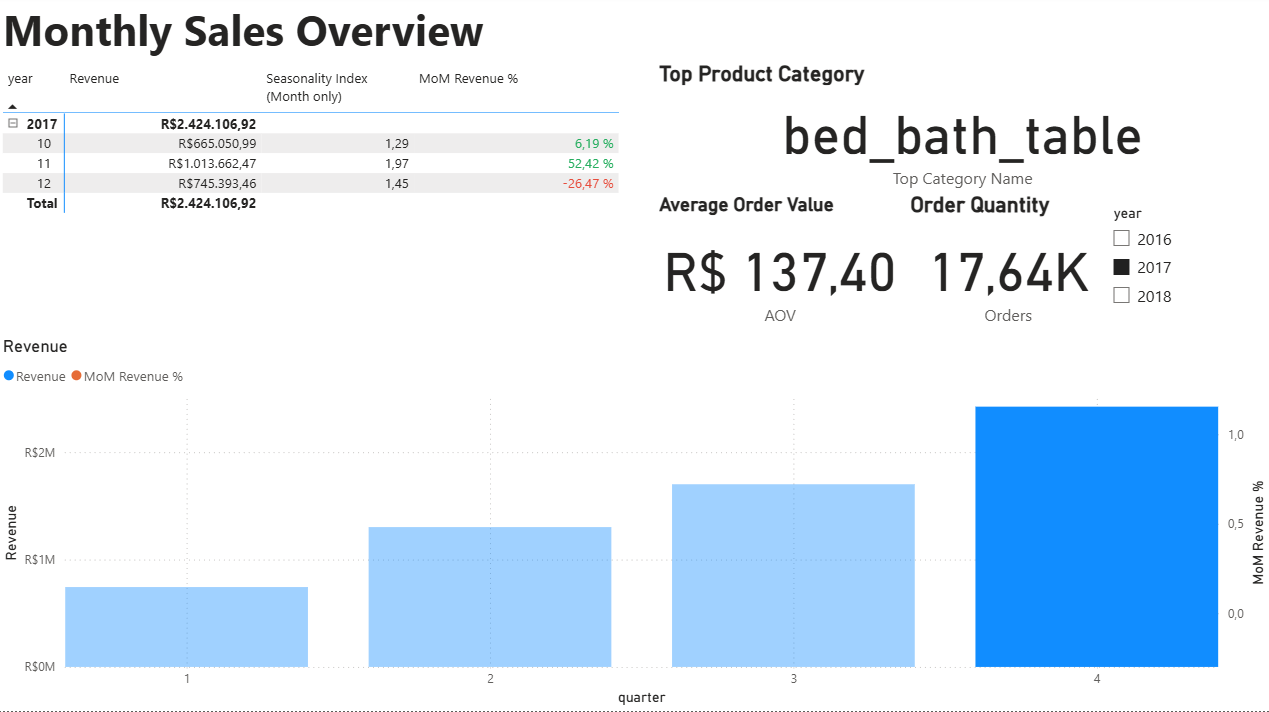 Monthly Sales Overview
year Revenue Seasonality Index (Month only) MoM Revenue %
2017 R$2.424.106,92
10 R$665.050,99 1,29 6,19 %
11 R$1.013.662,47 1,97 52,42 %
12 R$745.393,46 1,45 -26,47 %
Total R$2.424.106,92
Top Product Category
bed_bath_table
Top Category Name
Average Order Value
R$ 137,40
AOV
Order Quantity
17,64K
Orders
year
2016
2017
2018
Revenue
Revenue MoM Revenue %
Revenue
R$2M
R$1M
R$0M
1 2 3 4
quarter
1,0
0,5
0,0
MoM Revenue %